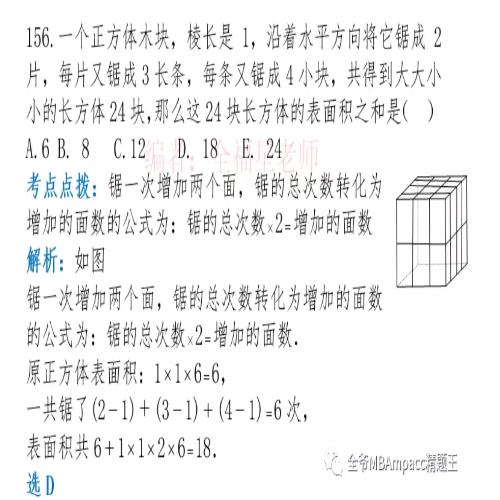 156.一个正方体木块，棱长是 1，沿着水平方向将它锯成 2
片，每片又锯成 3 长条，每条又锯成 4 小块，共得到大大小
小的长方体 24 块,那么这 24 块长方体的表面积之和是(  )
A.6 B. 8 C.12 D. 18 E. 24
编者：全福星老师
考点点拨：锯一次增加两个面，锯的总次数转化为
增加的面数的公式为：锯的总次数×2=增加的面数
解析：如图
锯一次增加两个面，锯的总次数转化为增加的面数
的公式为：锯的总次数×2=增加的面数.
原正方体表面积：1×1×6=6，
一共锯了(2-1)+(3-1)+(4-1)=6 次，
表面积共 6+1×1×2×6=18.
选 D
全爷MBAmpacc精题王